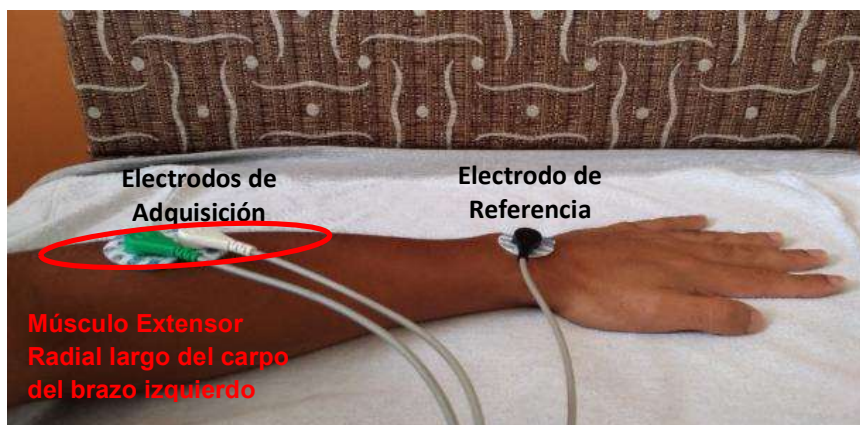 Electrodos de
Adquisición
Electrodo de
Referencia
Músculo Extensor
Radial largo del carpo
del brazo izquierdo